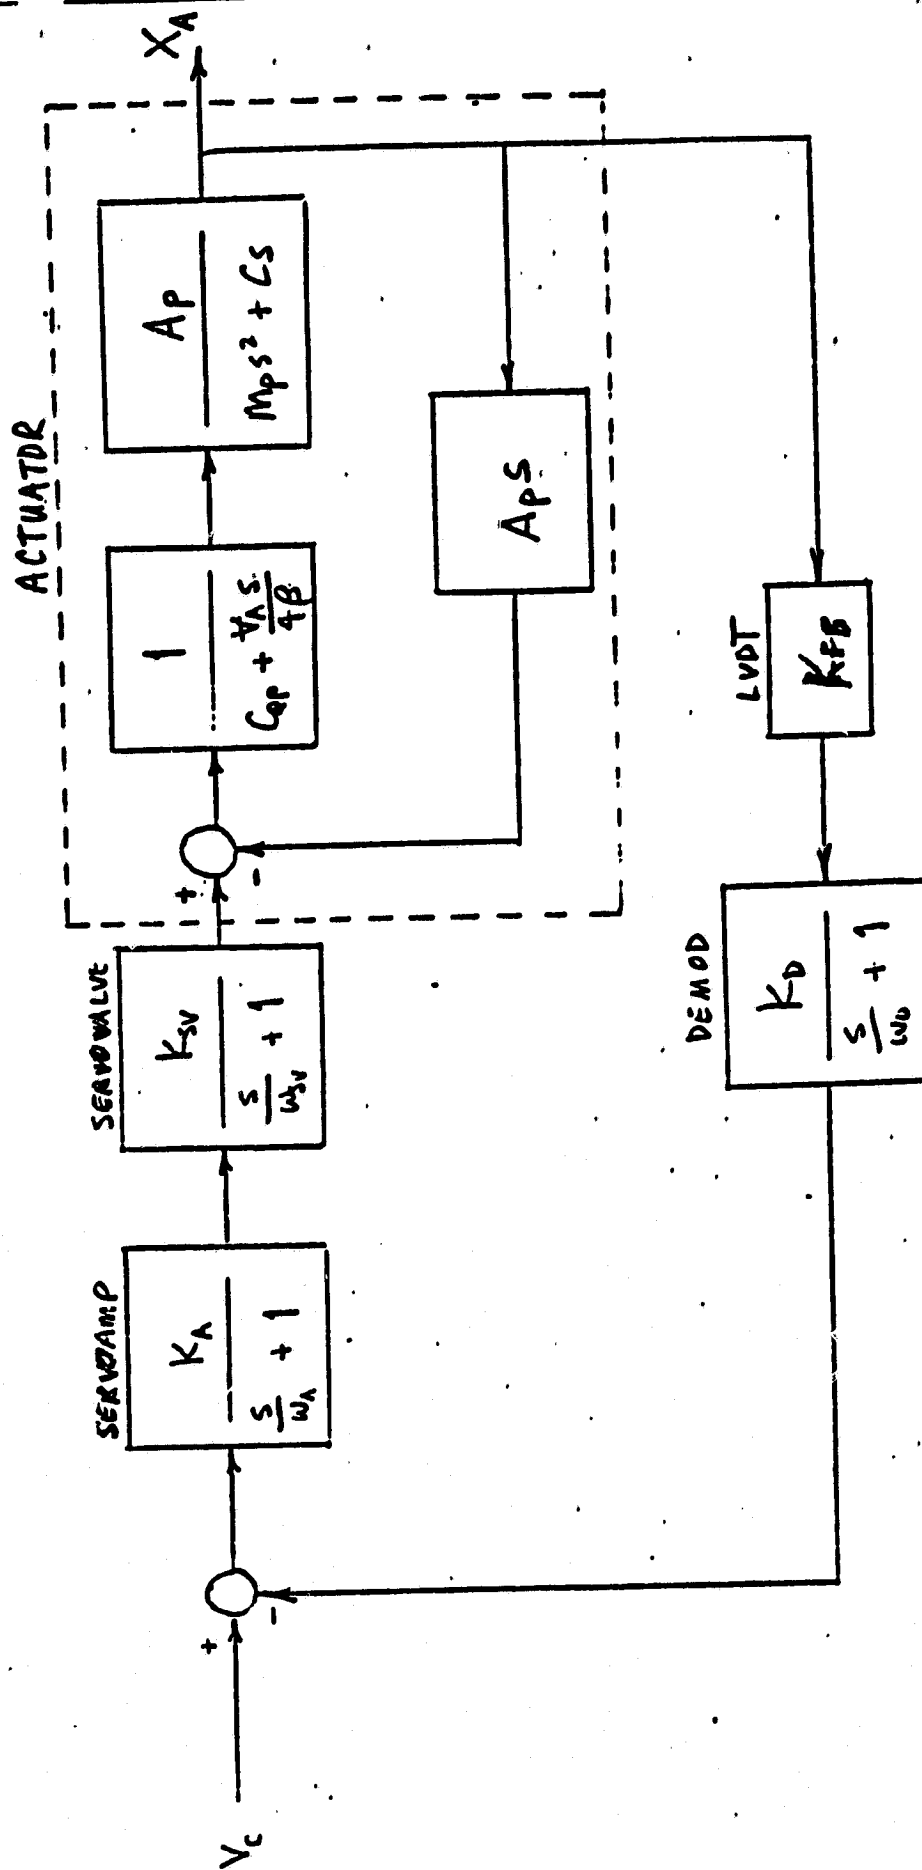 ACTUATOR
SERVOAMP
SERVOVALVE
V_C
+
-
K_A
S/ω_A + 1
K_SV
S/ω_SV + 1
+
-
1
C_QP + V_A S/4β
A_P
M_P S² + CS
X_A
A_P S
LVDT
K_FB
DEMOD
K_D
S/ω_D + 1